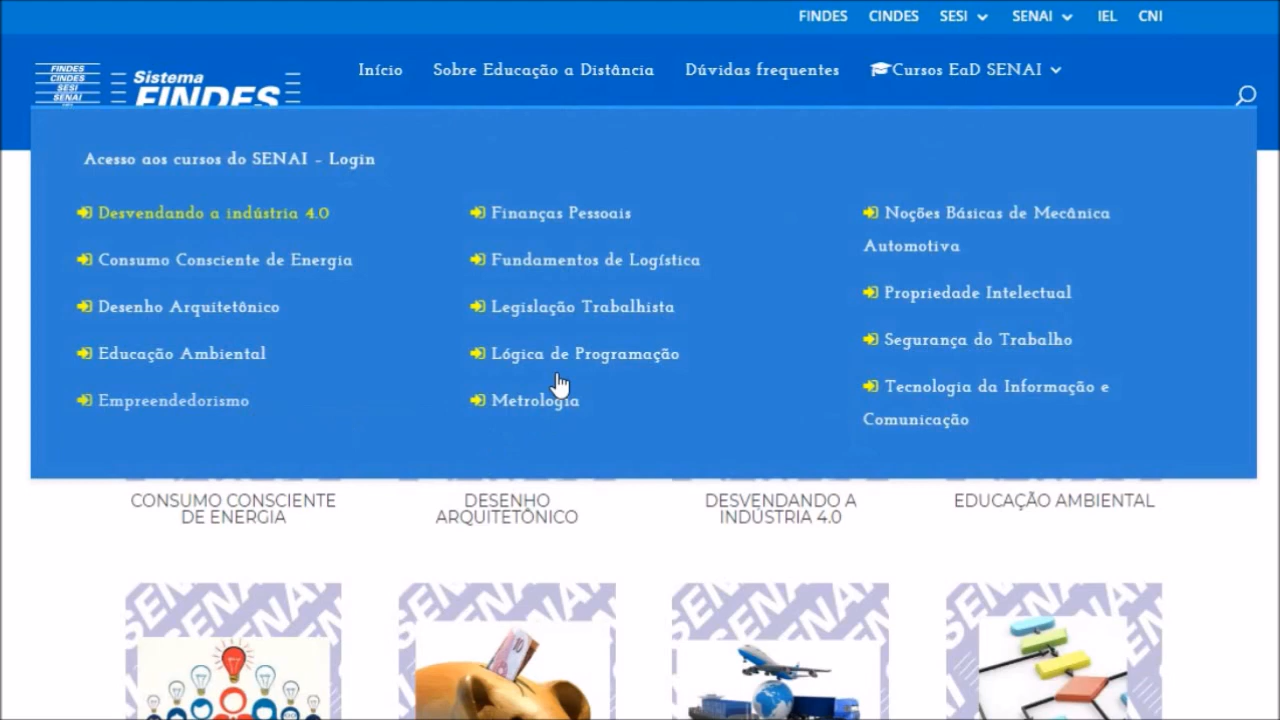 FINDES CINDES SESI SENAI IEL CNI
FINDES
CINDES
SESI
SENAI
Sistema
FINDES
Início Sobre Educação a Distância Dúvidas frequentes Cursos EaD SENAI
Acesso aos cursos do SENAI - Login
Desvendando a indústria 4.0
Consumo Consciente de Energia
Desenho Arquitetônico
Educação Ambiental
Empreendedorismo
Finanças Pessoais
Fundamentos de Logística
Legislação Trabalhista
Lógica de Programação
Metrologia
Noções Básicas de Mecânica
Automotiva
Propriedade Intelectual
Segurança do Trabalho
Tecnologia da Informação e
Comunicação
CONSUMO CONSCIENTE
DE ENERGIA
DESENHO
ARQUITETÔNICO
DESVENDANDO A
INDÚSTRIA 4.0
EDUCAÇÃO AMBIENTAL